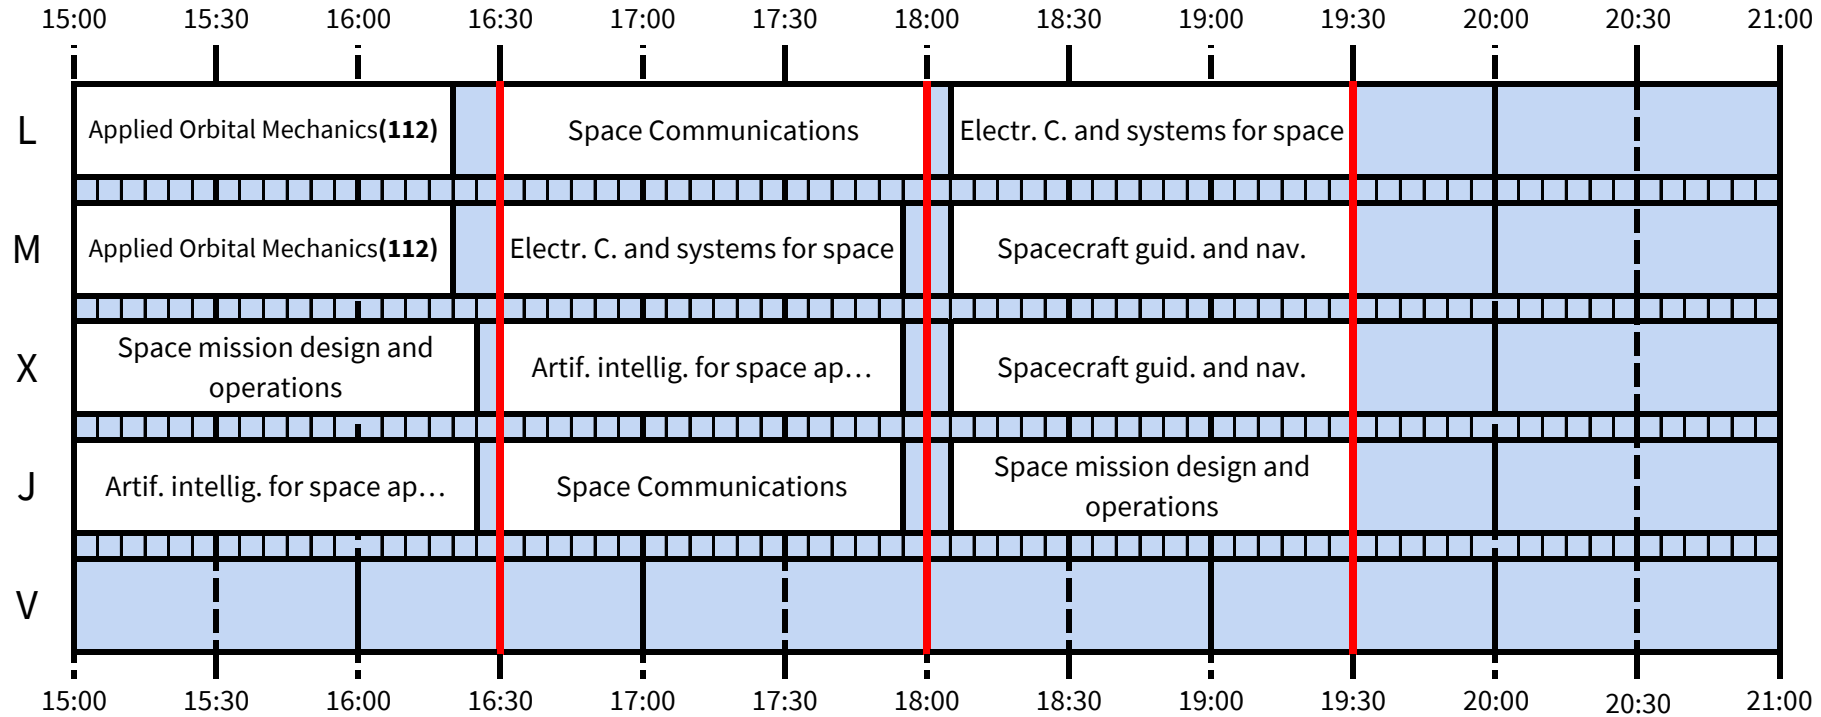 15:00 15:30 16:00 16:30 17:00 17:30 18:00 18:30 19:00 19:30 20:00 20:30 21:00
L Applied Orbital Mechanics(112) Space Communications Electr. C. and systems for space
M Applied Orbital Mechanics(112) Electr. C. and systems for space Spacecraft guid. and nav.
X Space mission design and
operations Artif. intellig. for space ap… Spacecraft guid. and nav.
J Artif. intellig. for space ap… Space Communications Space mission design and
operations
V
15:00 15:30 16:00 16:30 17:00 17:30 18:00 18:30 19:00 19:30 20:00 20:30 21:00